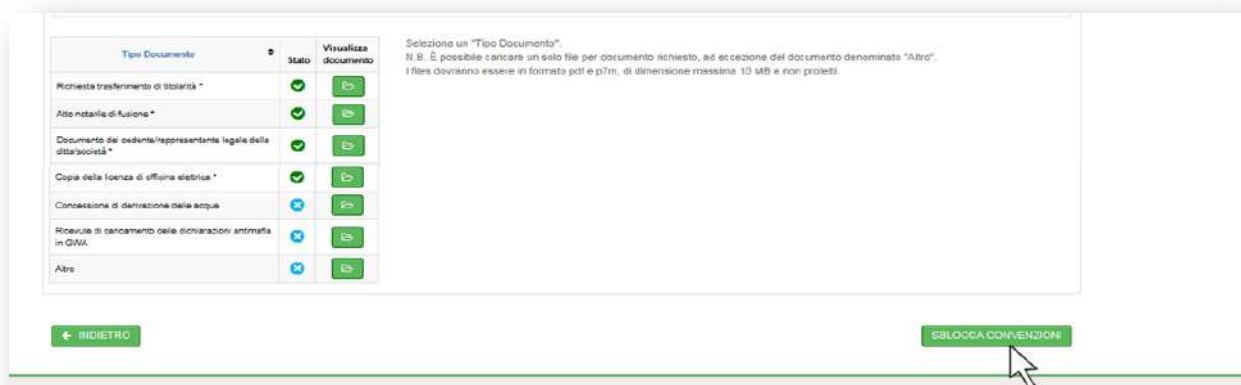 Tipo Documento
Stato
Visualizza
documento
Richiesta trasferimento di titolarità *
Atto notarile di fusione *
Documento del cedente/rappresentante legale della
ditta/società *
Copia della licenza di officina elettrica *
Concessione di derivazione delle acque
Ricevute di caricamento delle dichiarazioni antimafia
in GWA
Altro
Seleziona un "Tipo Documento".
N.B. È possibile caricare un solo file per documento richiesto, ad eccezione del documento denominato "Altro".
I files dovranno essere in formato pdf e p7m, di dimensione massima 10 MB e non protetti.
INDIETRO
SBLOCCA CONVENZIONI